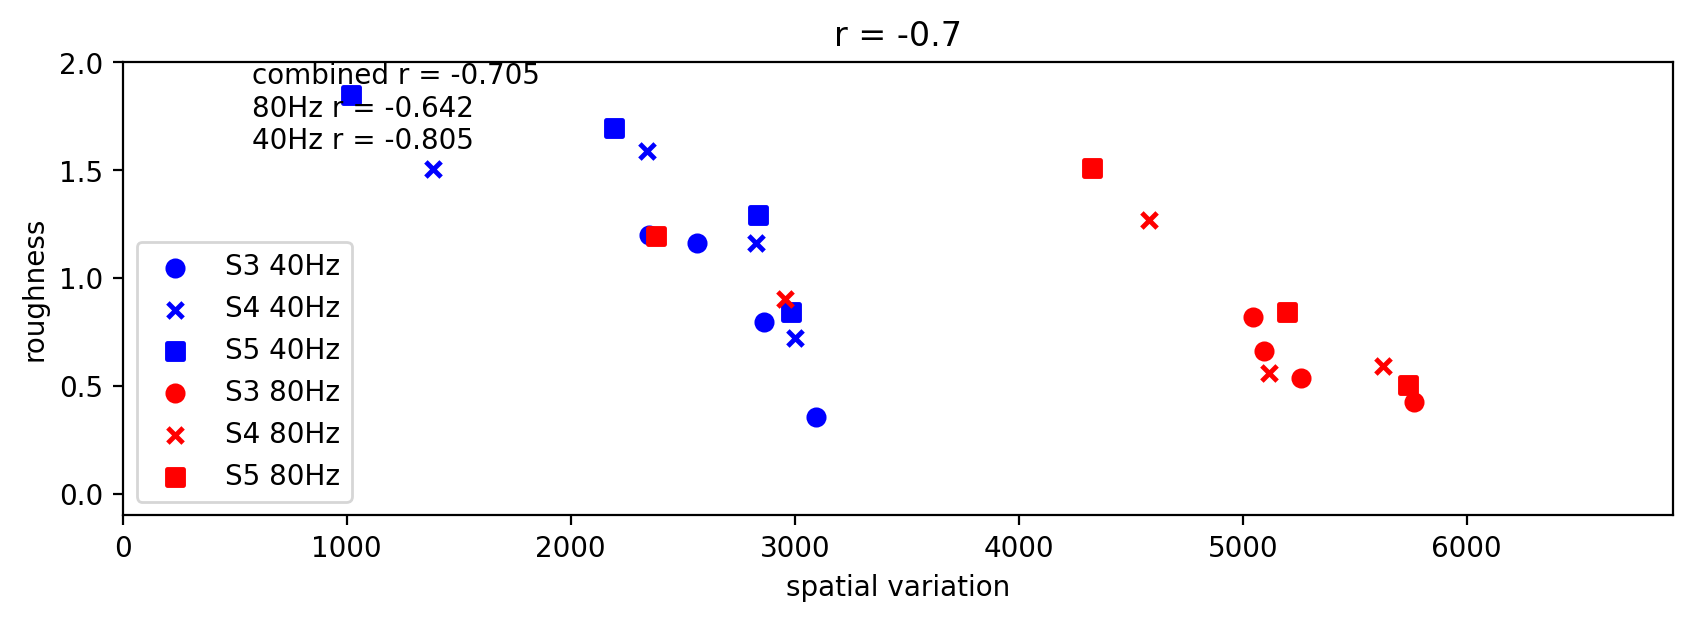 r = -0.7
combined r = -0.705
80Hz r = -0.642
40Hz r = -0.805
2.0
1.5
1.0
0.5
0.0
roughness
S3 40Hz
S4 40Hz
S5 40Hz
S3 80Hz
S4 80Hz
S5 80Hz
0 1000 2000 3000 4000 5000 6000
spatial variation